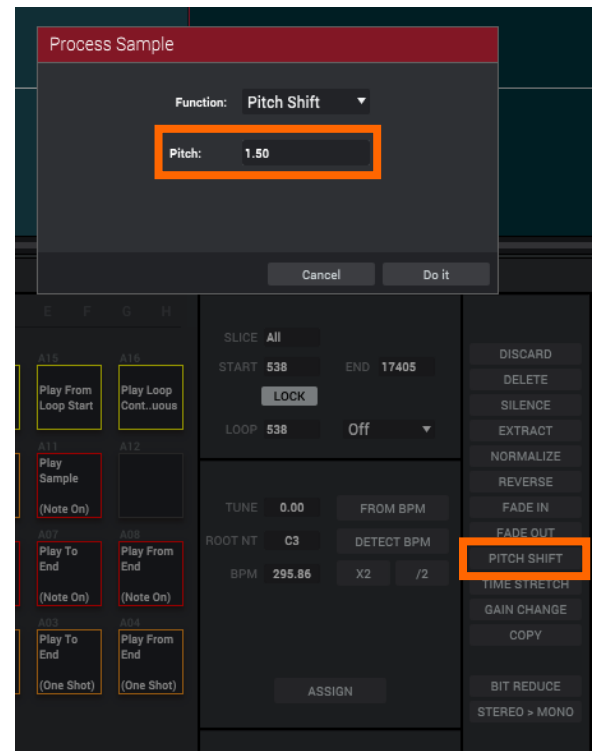 Process Sample
Function: Pitch Shift
Pitch: 1.50
Cancel Do it
E F G H
A15 A16
Play From
Loop Start
Play Loop
Cont..uous
A11 A12
Play
Sample
(Note On)
A07 A08
Play To
End
(Note On)
Play From
End
(Note On)
A03 A04
Play To
End
(One Shot)
Play From
End
(One Shot)
SLICE All
START 538 END 17405
LOCK
LOOP 538 Off
TUNE 0.00 FROM BPM
ROOT NT C3 DETECT BPM
BPM 295.86 X2 /2
ASSIGN
DISCARD
DELETE
SILENCE
EXTRACT
NORMALIZE
REVERSE
FADE IN
FADE OUT
PITCH SHIFT
TIME STRETCH
GAIN CHANGE
COPY
BIT REDUCE
STEREO > MONO